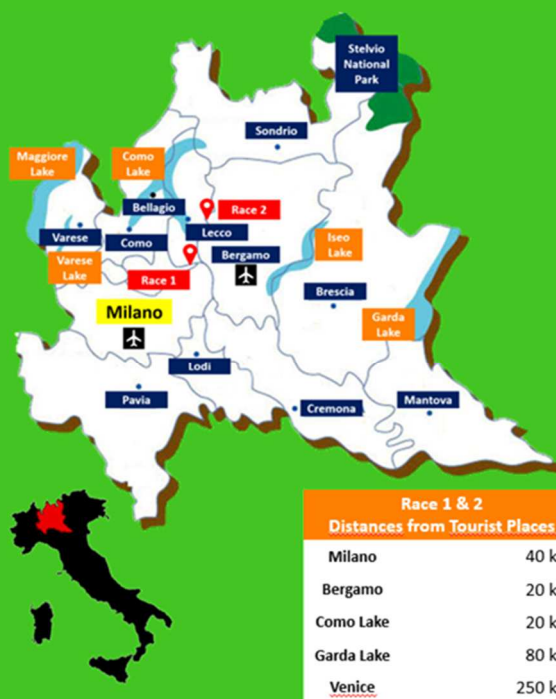 Stelvio
National
Park
Sondrio
Maggiore
Lake
Como
Lake
Bellagio
Race 2
Varese
Como
Lecco
Bergamo
Iseo
Lake
Varese
Lake
Race 1
Brescia
Milano
Garda
Lake
Lodi
Pavia
Cremona
Mantova
Race 1 & 2
Distances from Tourist Places
Milano 40 k
Bergamo 20 k
Como Lake 20 k
Garda Lake 80 k
Venice 250 k